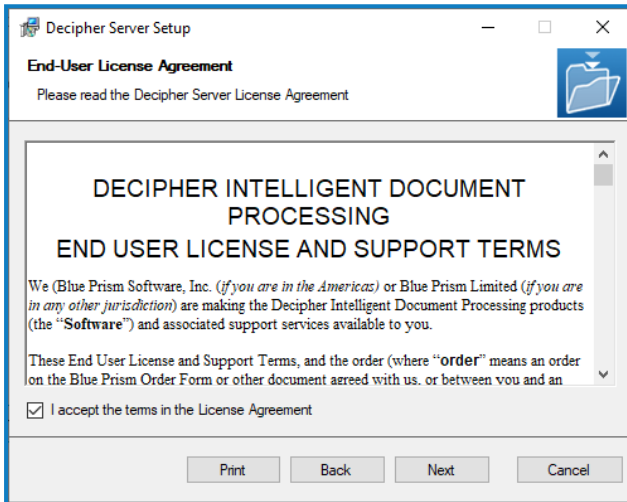 Decipher Server Setup
End-User License Agreement
Please read the Decipher Server License Agreement
DECIPHER INTELLIGENT DOCUMENT
PROCESSING
END USER LICENSE AND SUPPORT TERMS
We (Blue Prism Software, Inc. (if you are in the Americas) or Blue Prism Limited (if you are
in any other jurisdiction) are making the Decipher Intelligent Document Processing products
(the “Software”) and associated support services available to you.
These End User License and Support Terms, and the order (where “order” means an order
on the Blue Prism Order Form or other document agreed with us, or between you and an
I accept the terms in the License Agreement
Print Back Next Cancel